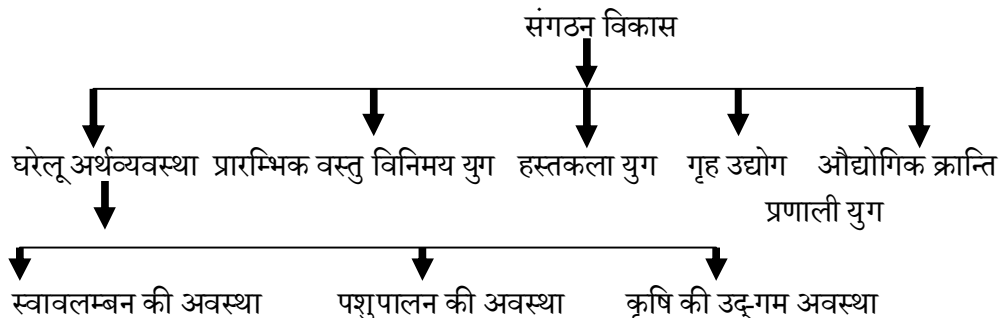 संगठन विकास
घरेलू अर्थव्यवस्था प्रारम्भिक वस्तु विनिमय युग हस्तकला युग गृह उद्योग औद्योगिक क्रान्ति
प्रणाली युग
स्वावलम्बन की अवस्था पशुपालन की अवस्था कृषि की उद्-गम अवस्था